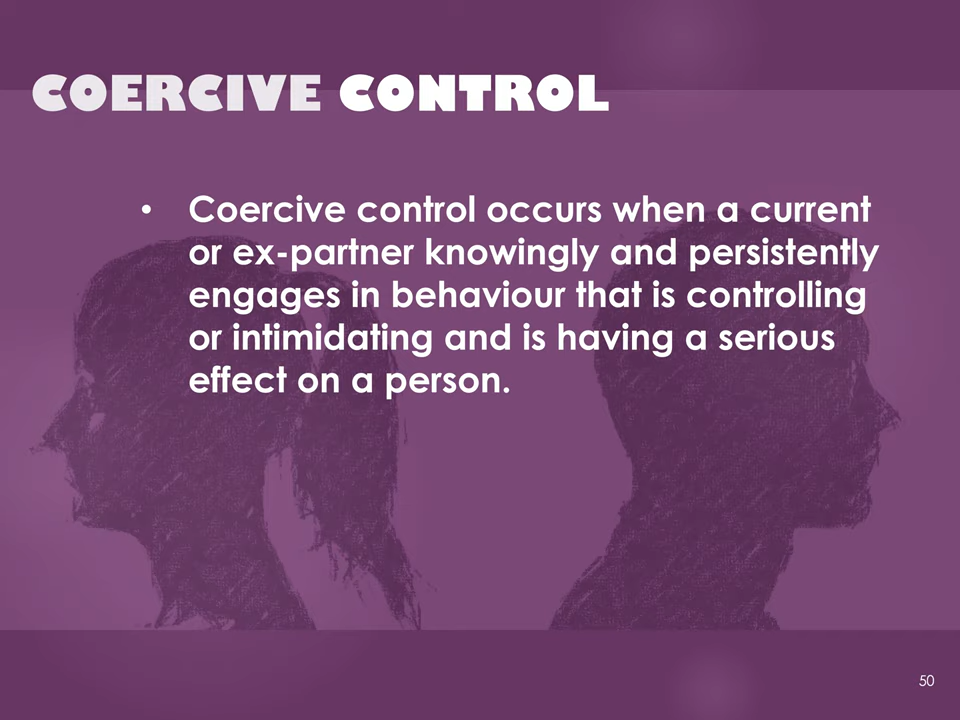 COERCIVE CONTROL
• Coercive control occurs when a current
or ex-partner knowingly and persistently
engages in behaviour that is controlling
or intimidating and is having a serious
effect on a person.
50